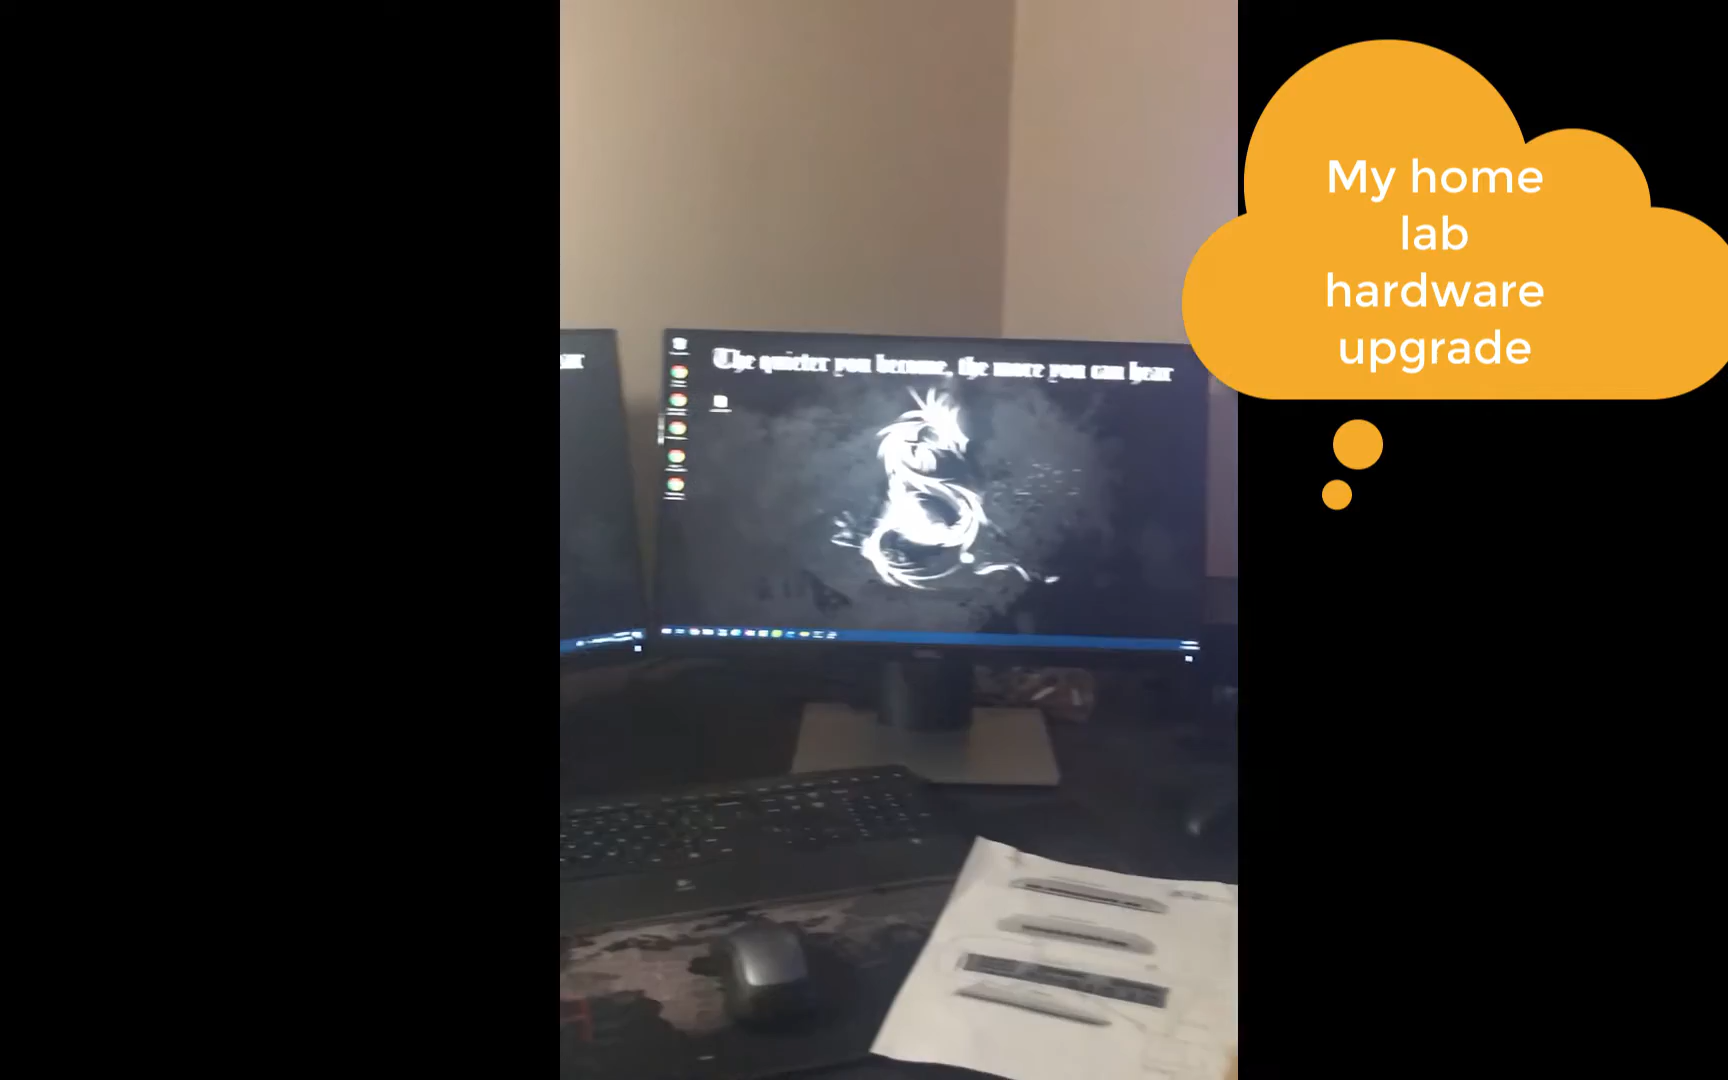 The quieter you become, the more you can hear
My home
lab
hardware
upgrade